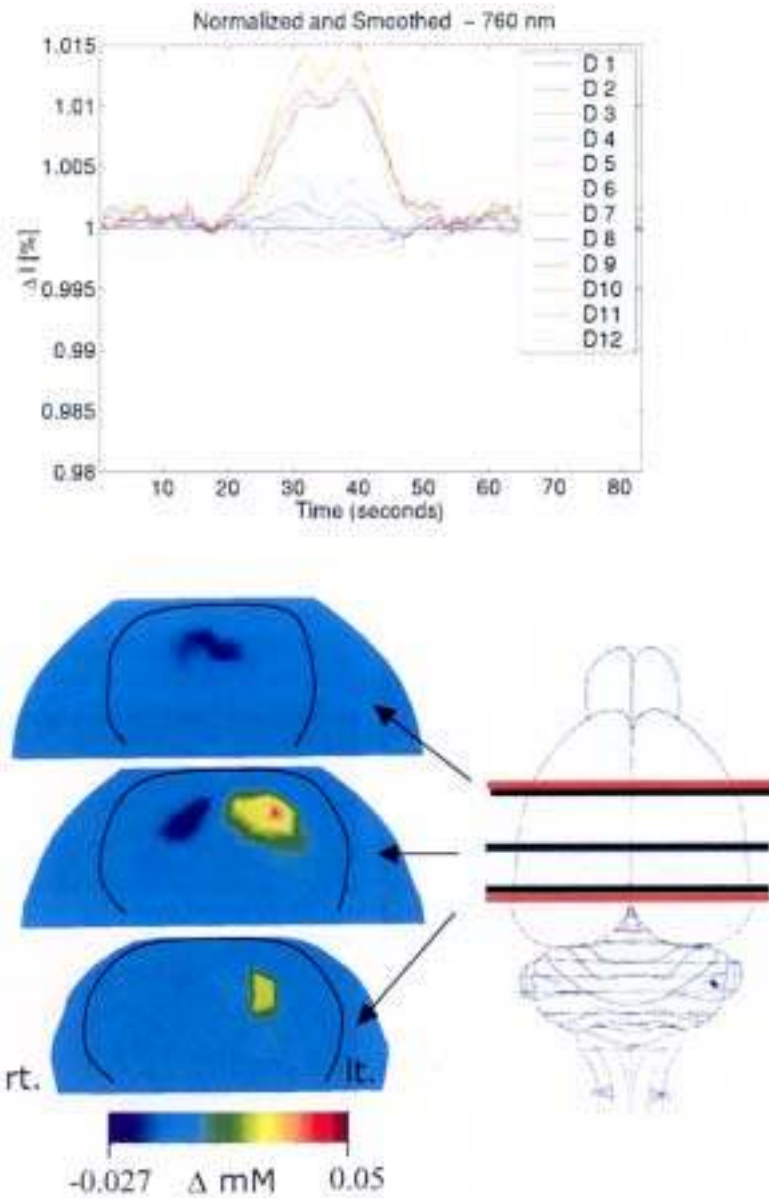 Normalized and Smoothed - 760 nm
1.015
1.01
1.005
1
0.995
0.99
0.985
0.98
Δ I [%]
D 1
D 2
D 3
D 4
D 5
D 6
D 7
D 8
D 9
D10
D11
D12
10 20 30 40 50 60 70 80
Time (seconds)
rt. lt.
-0.027 Δ mM 0.05